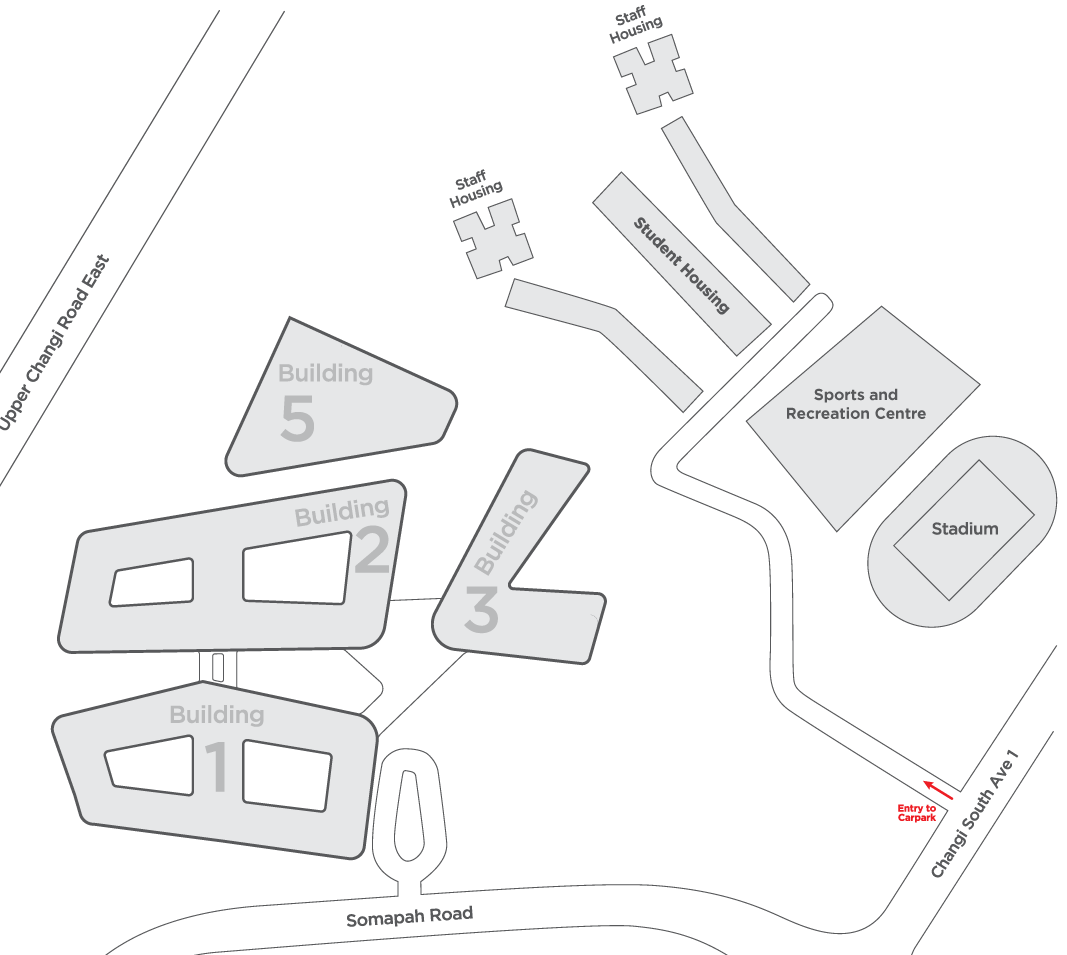 Staff
Housing
Staff
Housing
Student Housing
Upper Changi Road East
Building
5
Sports and
Recreation Centre
Building
2
Building
3
Stadium
Building
1
Entry to
Carpark
Changi South Ave 1
Somapah Road